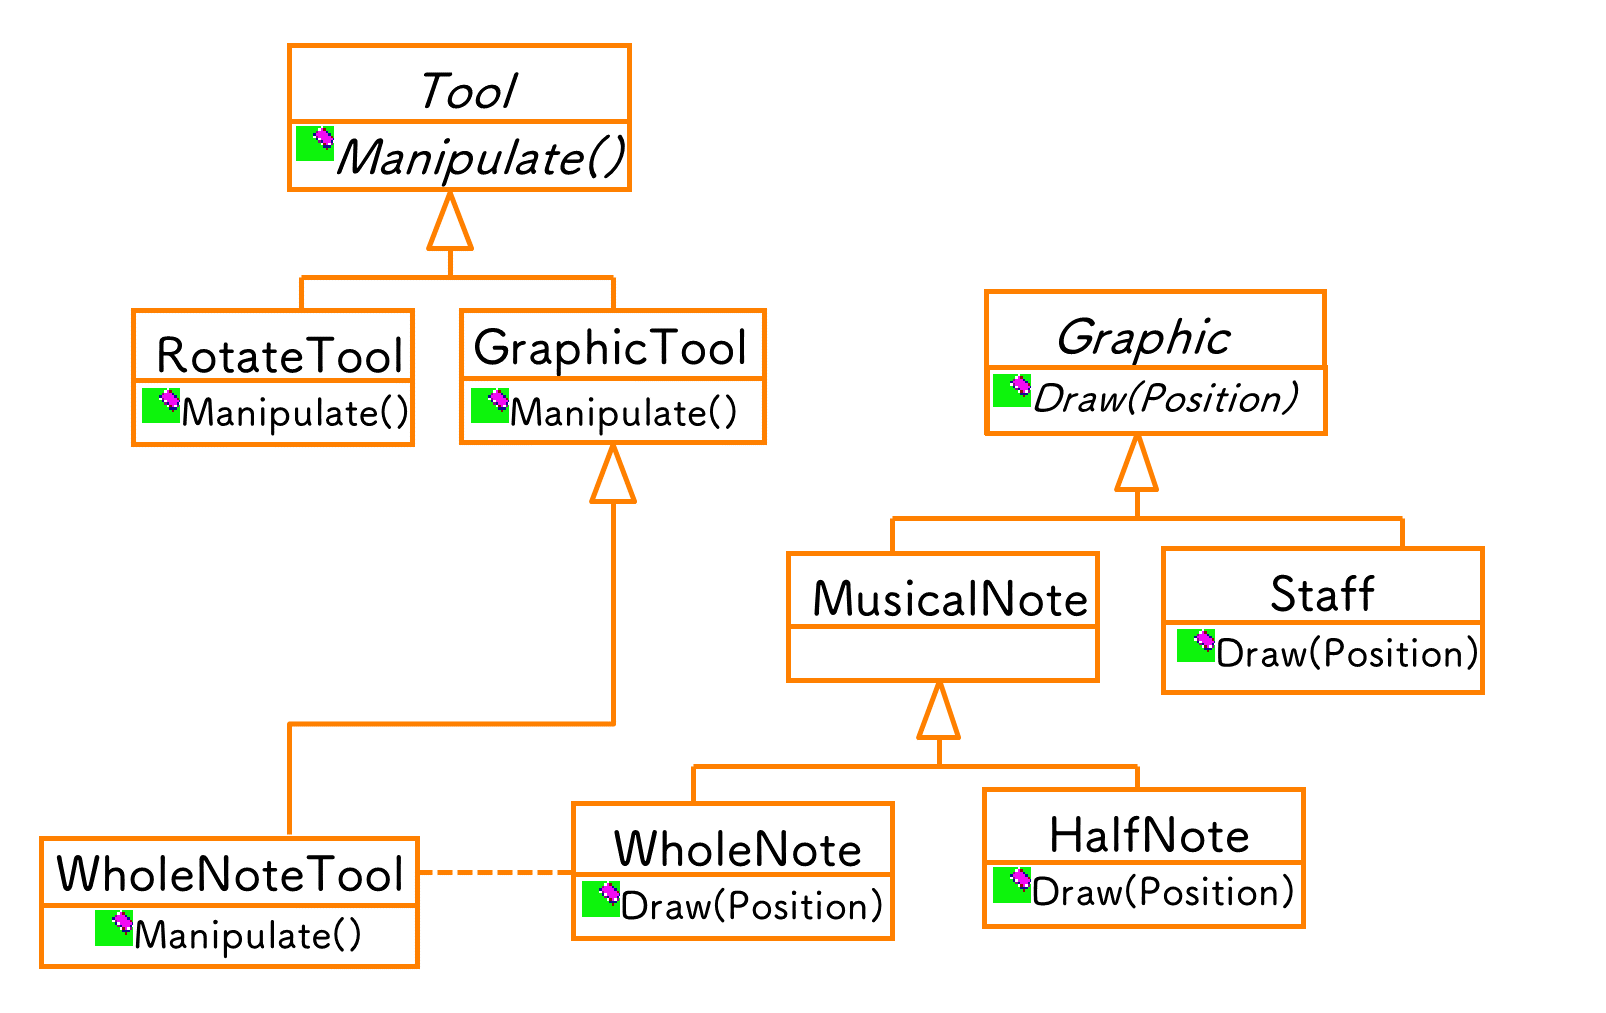 Tool
Manipulate()
RotateTool
Manipulate()
GraphicTool
Manipulate()
Graphic
Draw(Position)
MusicalNote
Staff
Draw(Position)
WholeNoteTool
Manipulate()
WholeNote
Draw(Position)
HalfNote
Draw(Position)